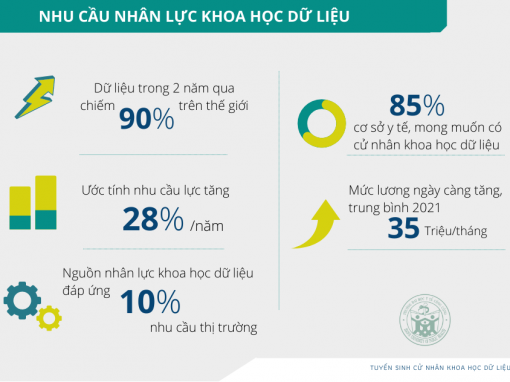 NHU CẦU NHÂN LỰC KHOA HỌC DỮ LIỆU
Dữ liệu trong 2 năm qua
chiếm 90% trên thế giới
Ước tính nhu cầu lực tăng
28% /năm
Nguồn nhân lực khoa học dữ liệu
đáp ứng 10%
nhu cầu thị trường
85%
cơ sở y tế, mong muốn có
cử nhân khoa học dữ liệu
Mức lương ngày càng tăng,
trung bình 2021
35 Triệu/tháng
TUYỂN SINH CỬ NHÂN KHOA HỌC DỮ LIỆU